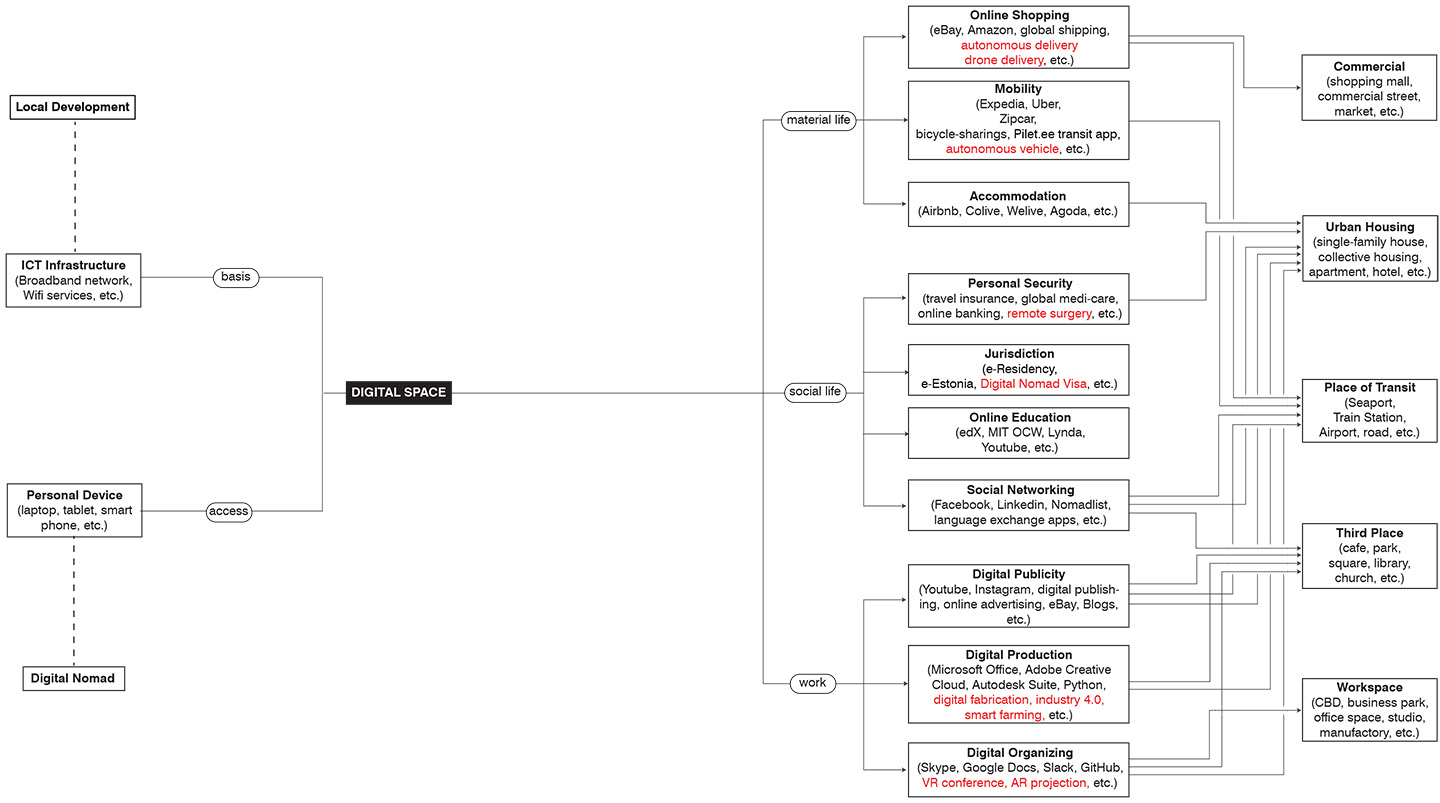 Local Development
ICT Infrastructure
(Broadband network,
Wifi services, etc.)
basis
DIGITAL SPACE
Personal Device
(laptop, tablet, smart
phone, etc.)
access
Digital Nomad
material life
social life
work
Online Shopping
(eBay, Amazon, global shipping,
autonomous delivery
drone delivery, etc.)
Mobility
(Expedia, Uber,
Zipcar,
bicycle-sharings, Pilet.ee transit app,
autonomous vehicle, etc.)
Accommodation
(Airbnb, Colive, Welive, Agoda, etc.)
Personal Security
(travel insurance, global medi-care,
online banking, remote surgery, etc.)
Jurisdiction
(e-Residency,
e-Estonia, Digital Nomad Visa, etc.)
Online Education
(edX, MIT OCW, Lynda,
Youtube, etc.)
Social Networking
(Facebook, Linkedin, Nomadlist,
language exchange apps, etc.)
Digital Publicity
(Youtube, Instagram, digital publish-
ing, online advertising, eBay, Blogs,
etc.)
Digital Production
(Microsoft Office, Adobe Creative
Cloud, Autodesk Suite, Python,
digital fabrication, industry 4.0,
smart farming, etc.)
Digital Organizing
(Skype, Google Docs, Slack, GitHub,
VR conference, AR projection, etc.)
Commercial
(shopping mall,
commercial street,
market, etc.)
Urban Housing
(single-family house,
collective housing,
apartment, hotel, etc.)
Place of Transit
(Seaport,
Train Station,
Airport, road, etc.)
Third Place
(cafe, park,
square, library,
church, etc.)
Workspace
(CBD, business park,
office space, studio,
manufactory, etc.)